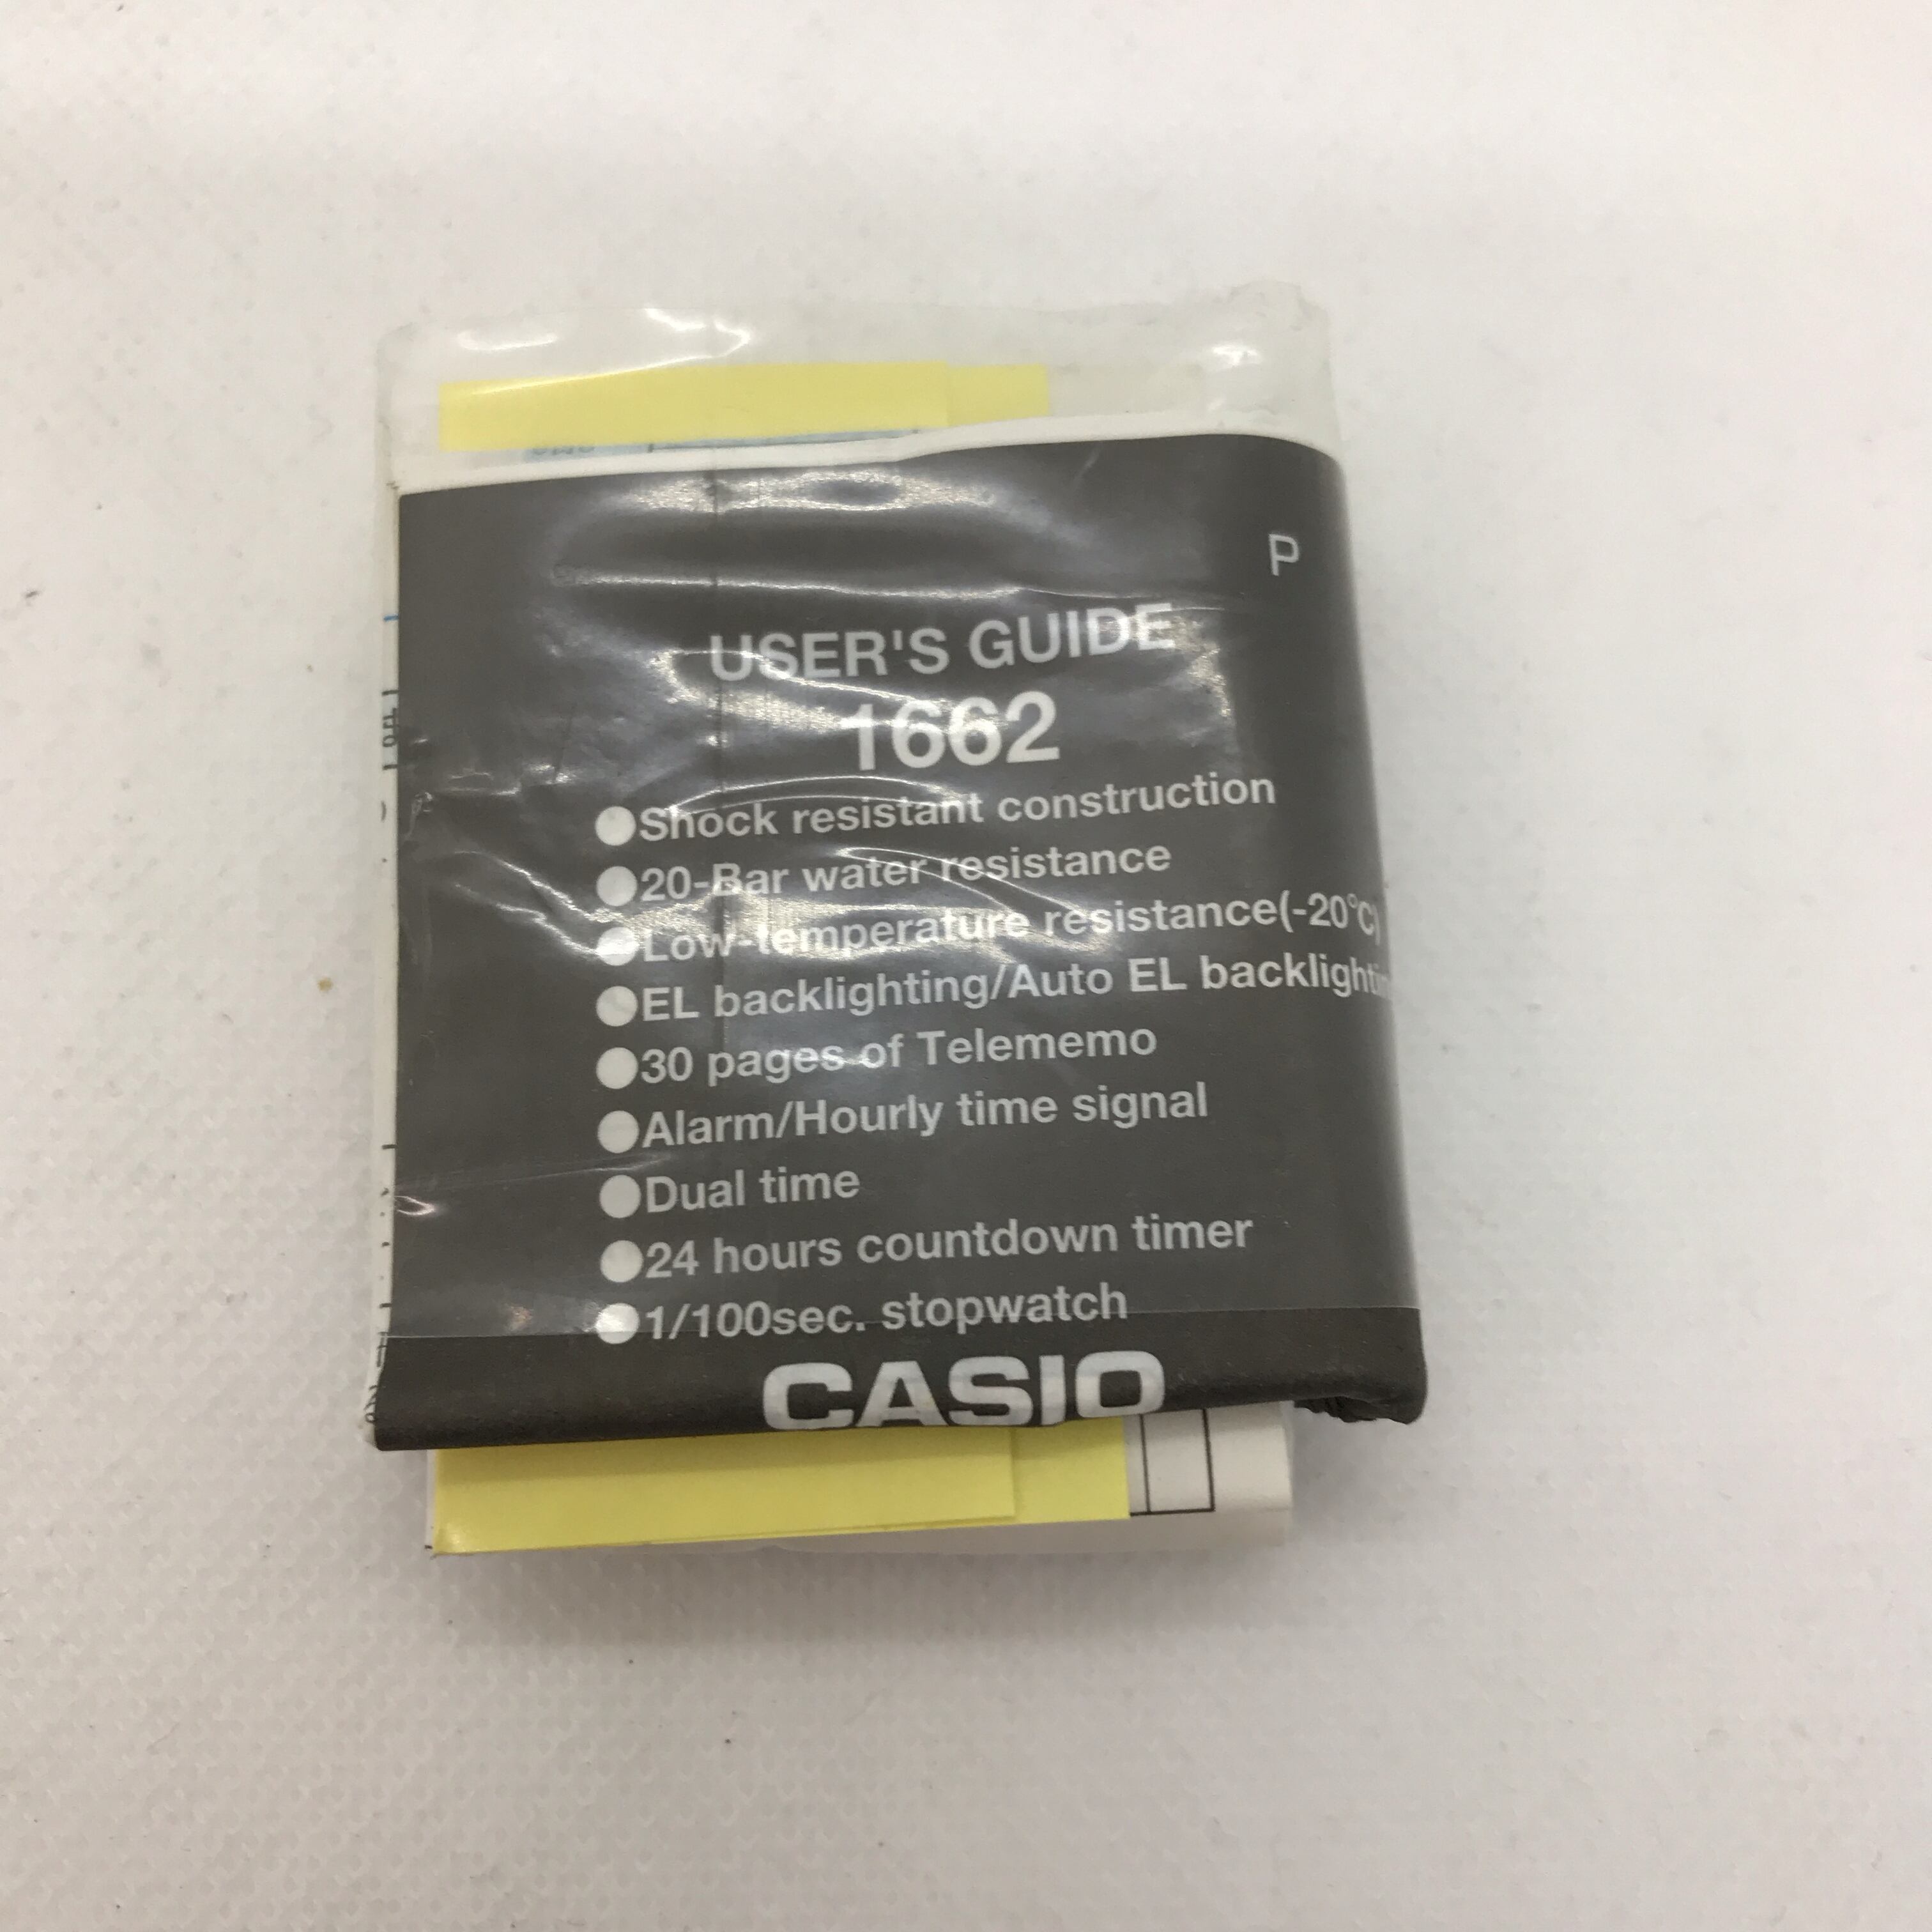 P
USER'S GUIDE
1662
●Shock resistant construction
●20-Bar water resistance
●Low-temperature resistance(-20°C)
●EL backlighting/Auto EL backlightin
●30 pages of Telememo
●Alarm/Hourly time signal
●Dual time
●24 hours countdown timer
●1/100sec. stopwatch
CASIO